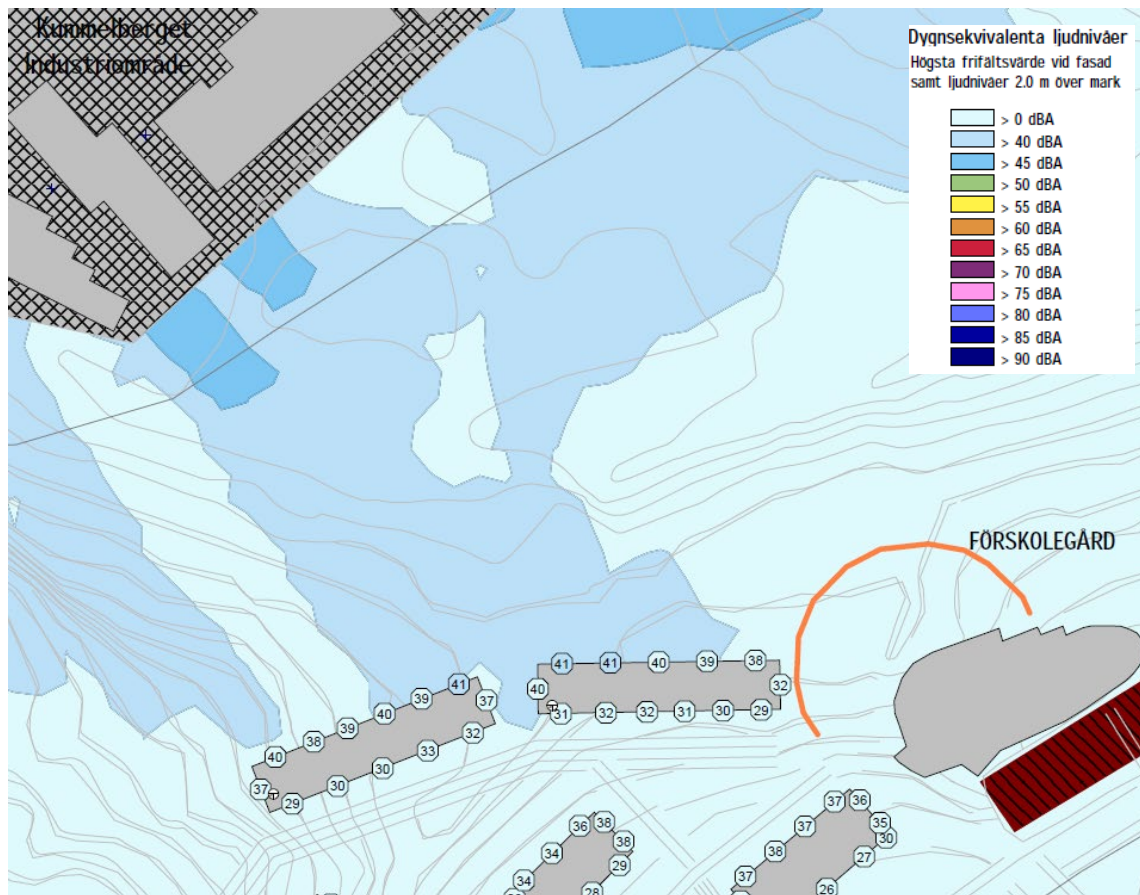 Kummelberget
Industriområde
Dygnsekvivalenta ljudnivåer
Högsta frifältsvärde vid fasad
samt ljudnivåer 2.0 m över mark
> 0 dBA
> 40 dBA
> 45 dBA
> 50 dBA
> 55 dBA
> 60 dBA
> 65 dBA
> 70 dBA
> 75 dBA
> 80 dBA
> 85 dBA
> 90 dBA
FÖRSKOLEGÅRD
41 41 40 39 38
40 32
31 32 32 31 30 29
40 38 39 40 39 41
37 37
29 30 30 33 32
36 38
34 38
34 29
28
37 36
37 35
38 30
37 27
26